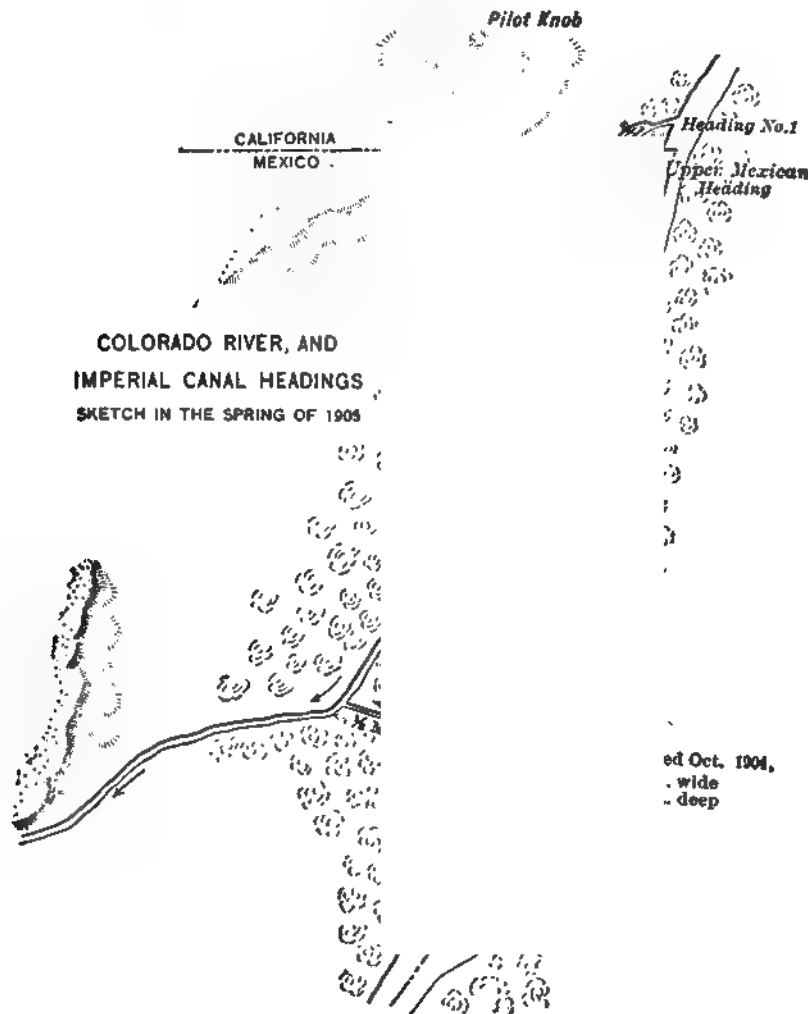 Pilot Knob
Heading No.1
CALIFORNIA
MEXICO
Upper Mexican
Heading
COLORADO RIVER, AND
IMPERIAL CANAL HEADINGS
SKETCH IN THE SPRING OF 1905
ed Oct. 1904,
wide
deep